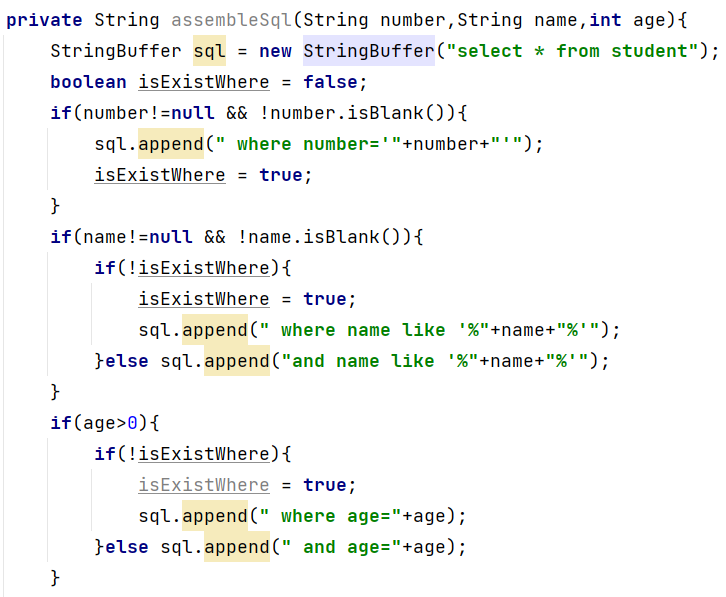 private String assembleSql(String number,String name,int age){
    StringBuffer sql = new StringBuffer("select * from student");
    boolean isExistWhere = false;
    if(number!=null && !number.isBlank()){
        sql.append(" where number='"+number+"'");
        isExistWhere = true;
    }
    if(name!=null && !name.isBlank()){
        if(!isExistWhere){
            isExistWhere = true;
            sql.append(" where name like '%"+name+"%'");
        }else sql.append("and name like '%"+name+"%'");
    }
    if(age>0){
        if(!isExistWhere){
            isExistWhere = true;
            sql.append(" where age="+age);
        }else sql.append(" and age="+age);
    }